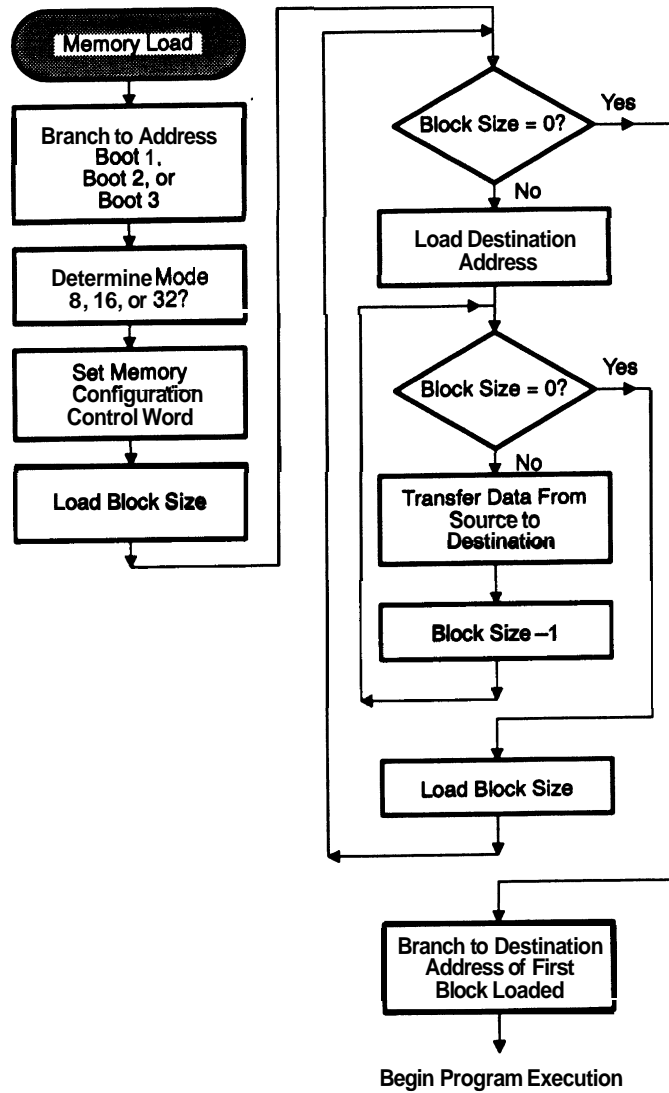 Memory Load
Branch to Address
Boot 1,
Boot 2, or
Boot 3
Determine Mode
8, 16, or 32?
Set Memory
Configuration
Control Word
Load Block Size
Block Size = 0?
Yes
No
Load Destination
Address
Block Size = 0?
Yes
No
Transfer Data From
Source to
Destination
Block Size –1
Load Block Size
Branch to Destination
Address of First
Block Loaded
Begin Program Execution